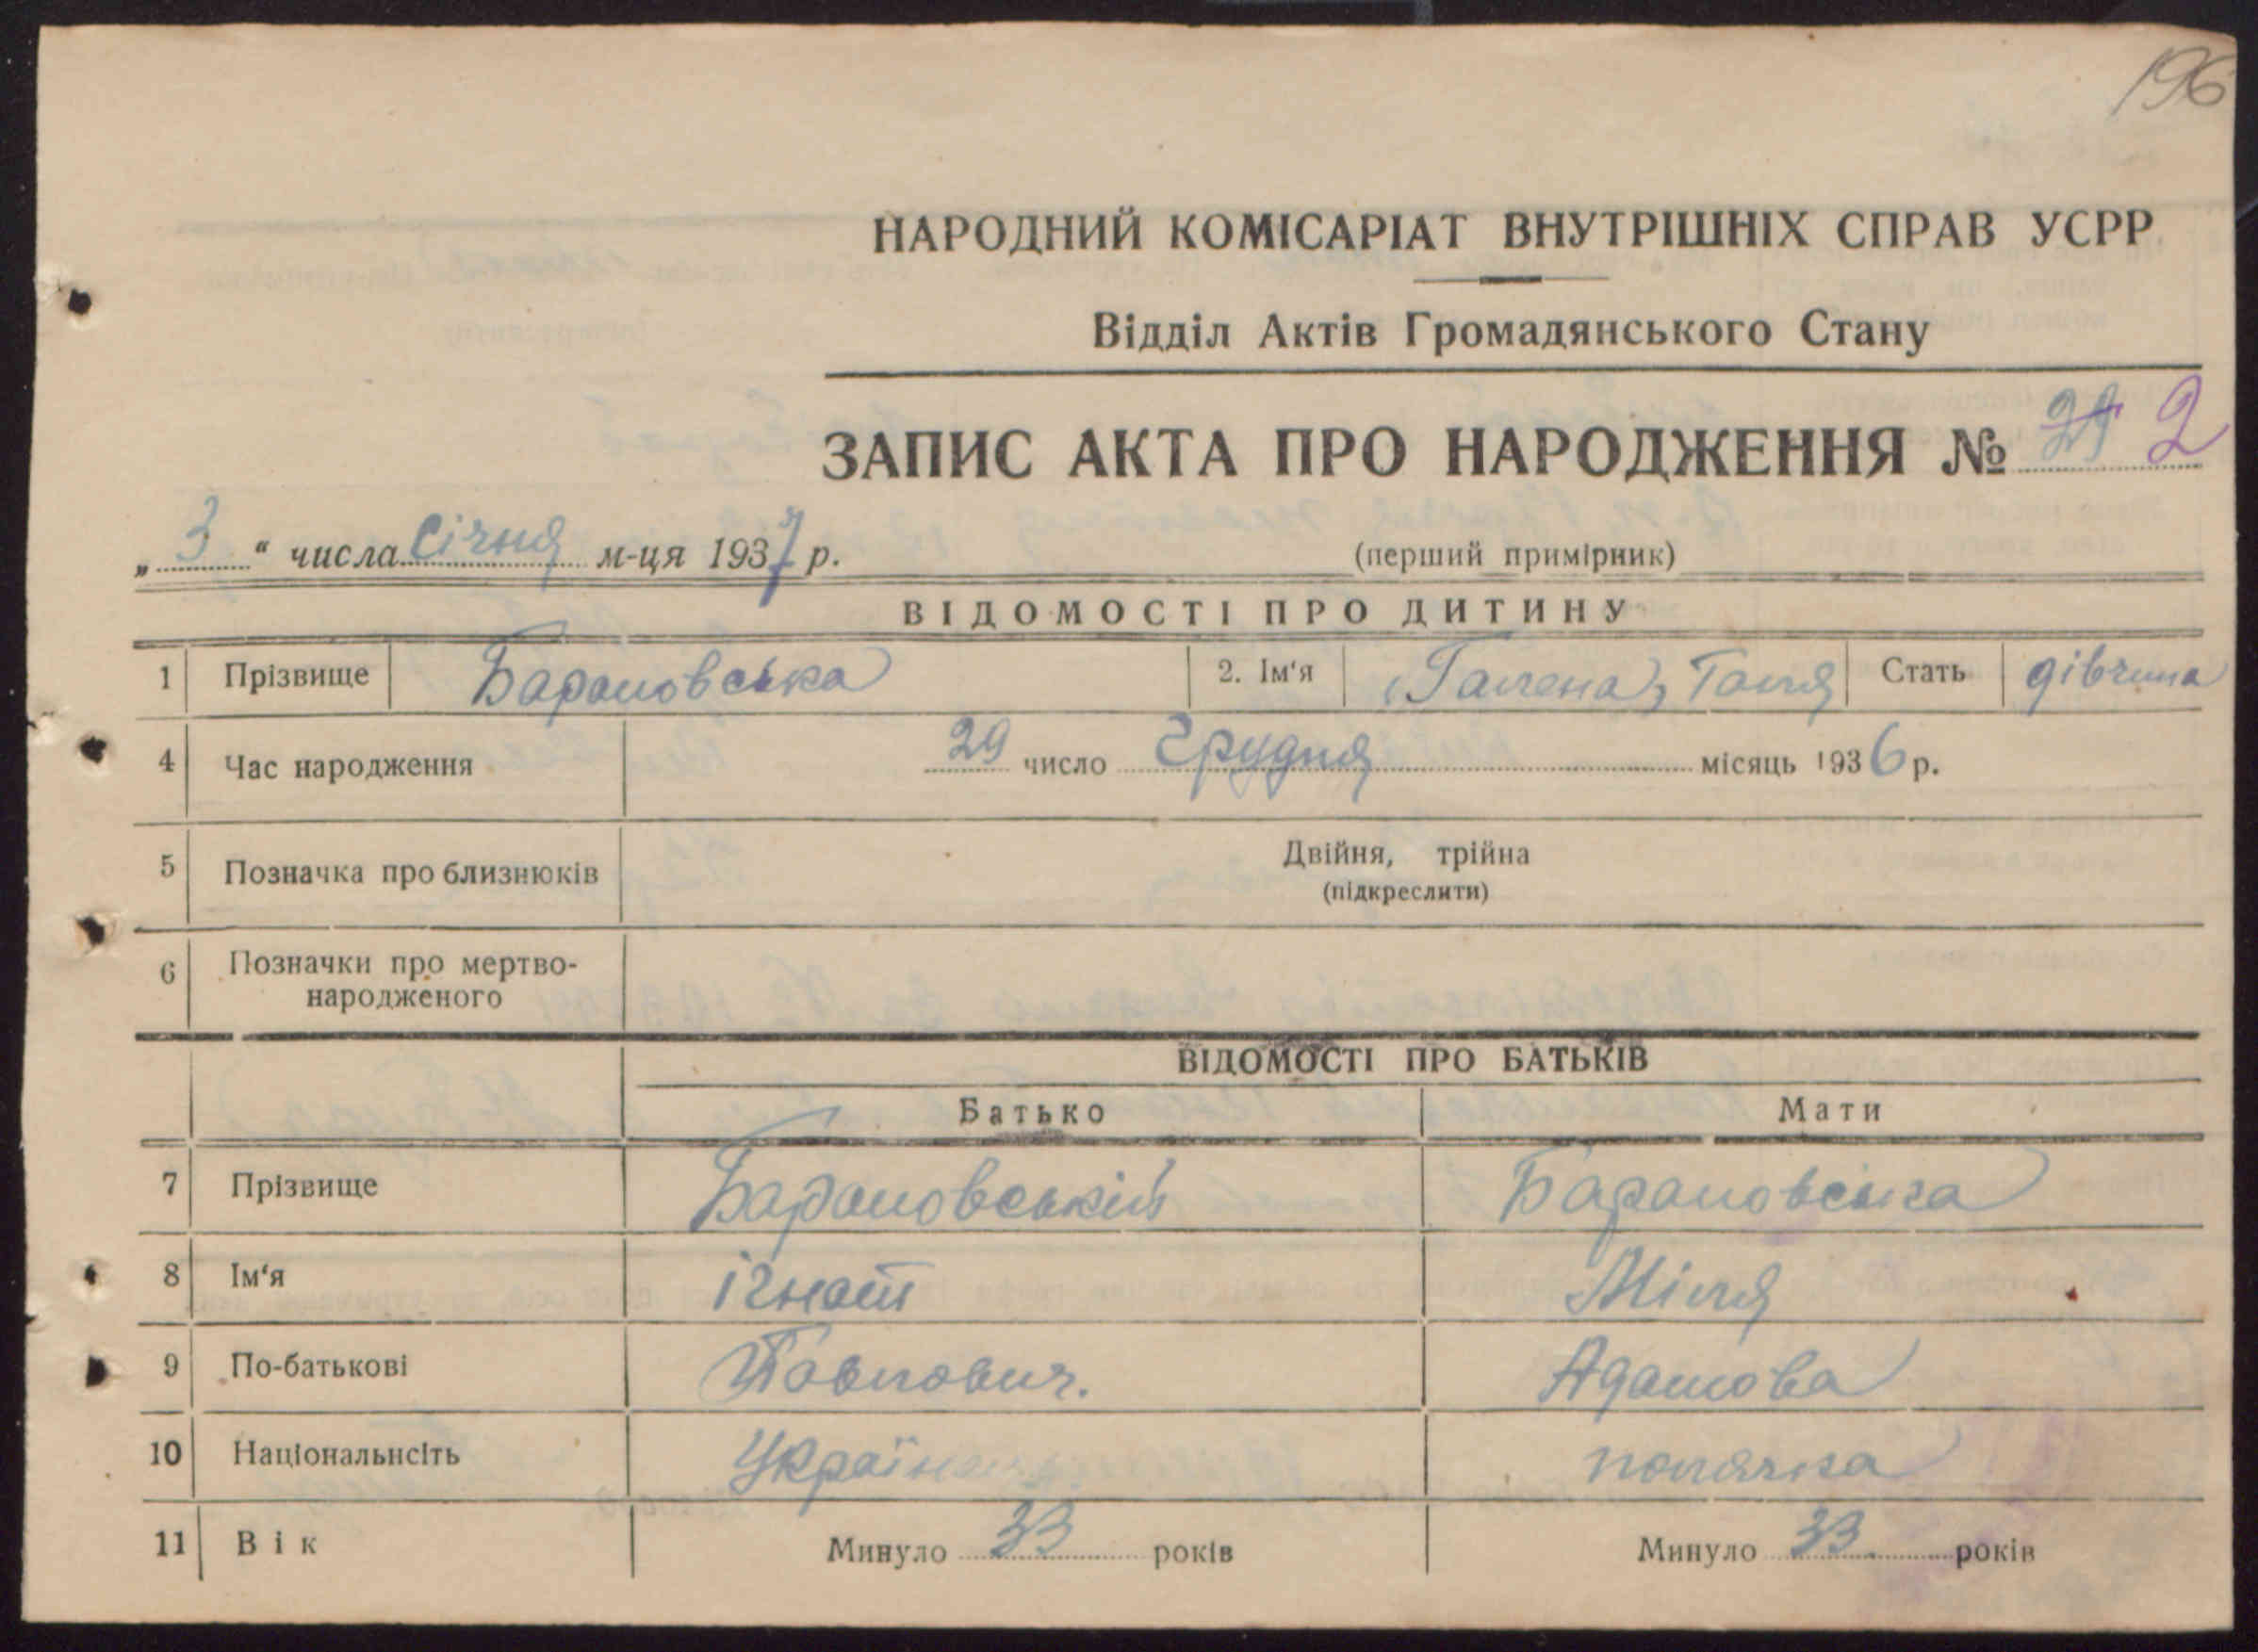 196
НАРОДНИЙ КОМІСАРІАТ ВНУТРІШНІХ СПРАВ УСРР
Відділ Актів Громадянського Стану
ЗАПИС АКТА ПРО НАРОДЖЕННЯ № 2
„ 3 “ числа січня м-ця 1937 р. (перший примірник)
ВІДОМОСТІ ПРО ДИТИНУ
1 Прізвище Барановська 2. Ім'я (Галена) Галя Стать дівчина
4 Час народження 29 число Грудня місяць 1936 р.
5 Позначка про близнюків Двійня, трійна
(підкреслити)
6 Позначки про мертво-
народженого
ВІДОМОСТІ ПРО БАТЬКІВ
Батько Мати
7 Прізвище Барановський Барановська
8 Ім'я ігнат Міля
9 По-батькові Павлович. Адамова
10 Національнсіть Україне полячка
11 Вік Минуло 33 років Минуло 33 років